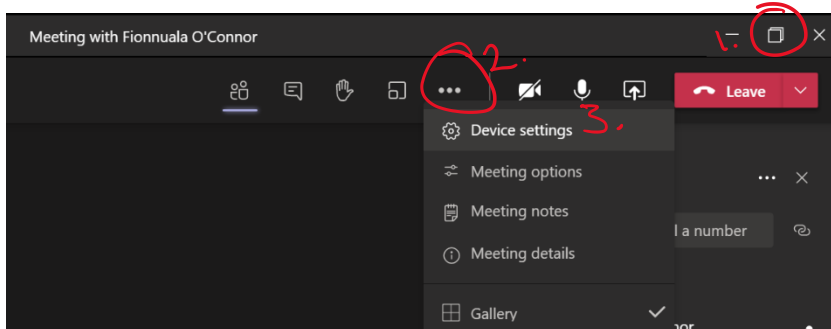 Meeting with Fionnuala O'Connor
1.
2.
Leave
3.
Device settings
Meeting options
Meeting notes
l a number
Meeting details
Gallery